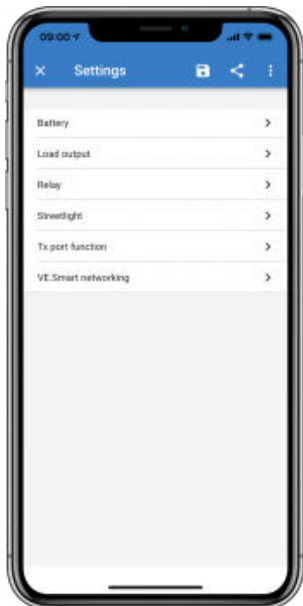 09:00
Settings
Battery
Load output
Relay
Streetlight
Tx port function
VE.Smart networking